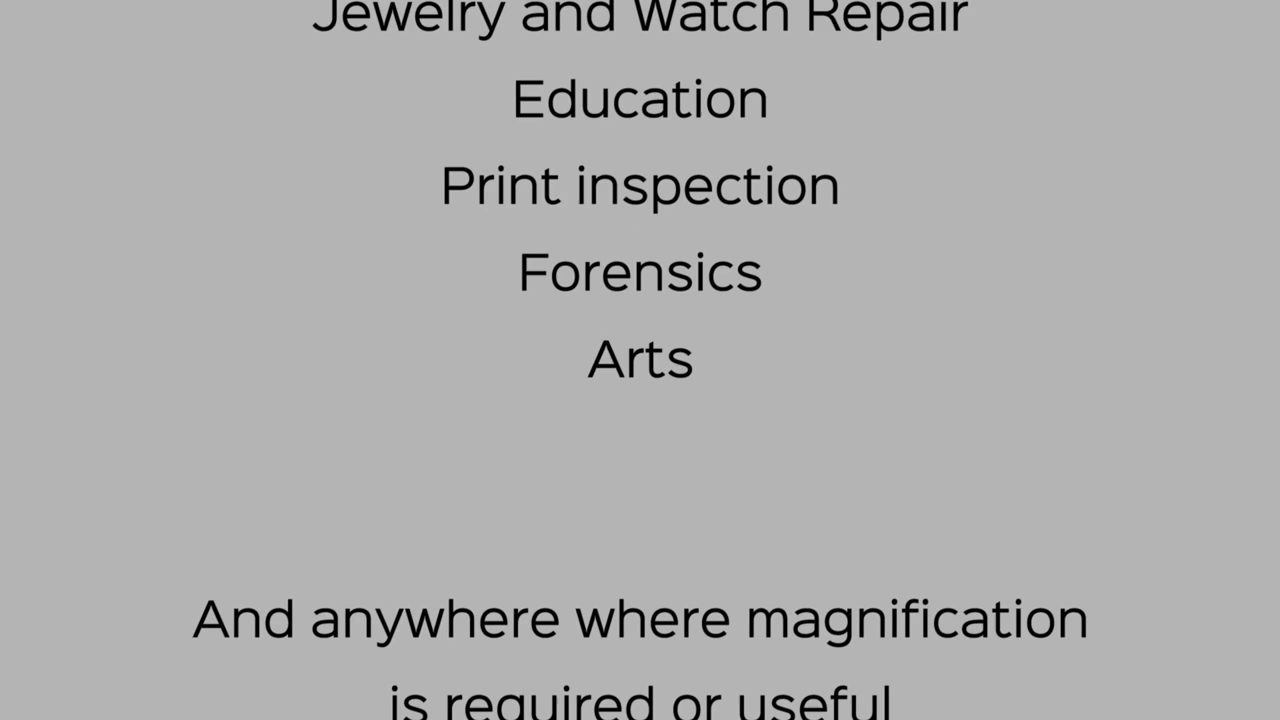 Jewelry and Watch Repair
Education
Print inspection
Forensics
Arts
And anywhere where magnification
is required or useful